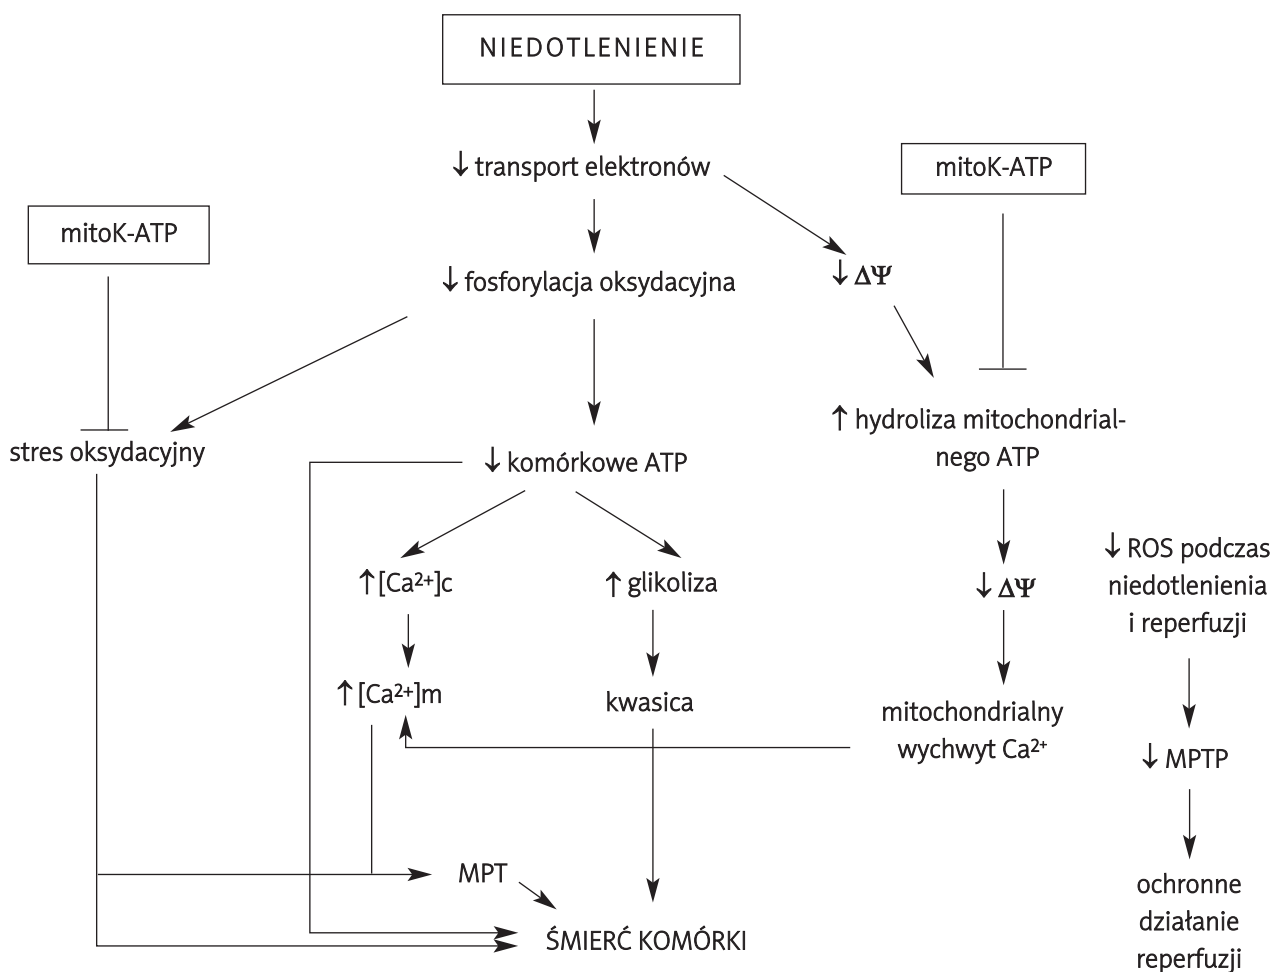 NIEDOTLENIENIE
↓ transport elektronów
mitoK-ATP
mitoK-ATP
↓ fosforylacja oksydacyjna
↓ ΔΨ
↑ hydroliza mitochondrial-
nego ATP
stres oksydacyjny
↓ komórkowe ATP
↓ ROS podczas
niedotlenienia
i reperfuzji
↑ [Ca²⁺]c
↑ glikoliza
↓ ΔΨ
↑ [Ca²⁺]m
kwasica
mitochondrialny
wychwyt Ca²⁺
↓ MPTP
MPT
ochronne
działanie
reperfuzji
ŚMIERĆ KOMÓRKI